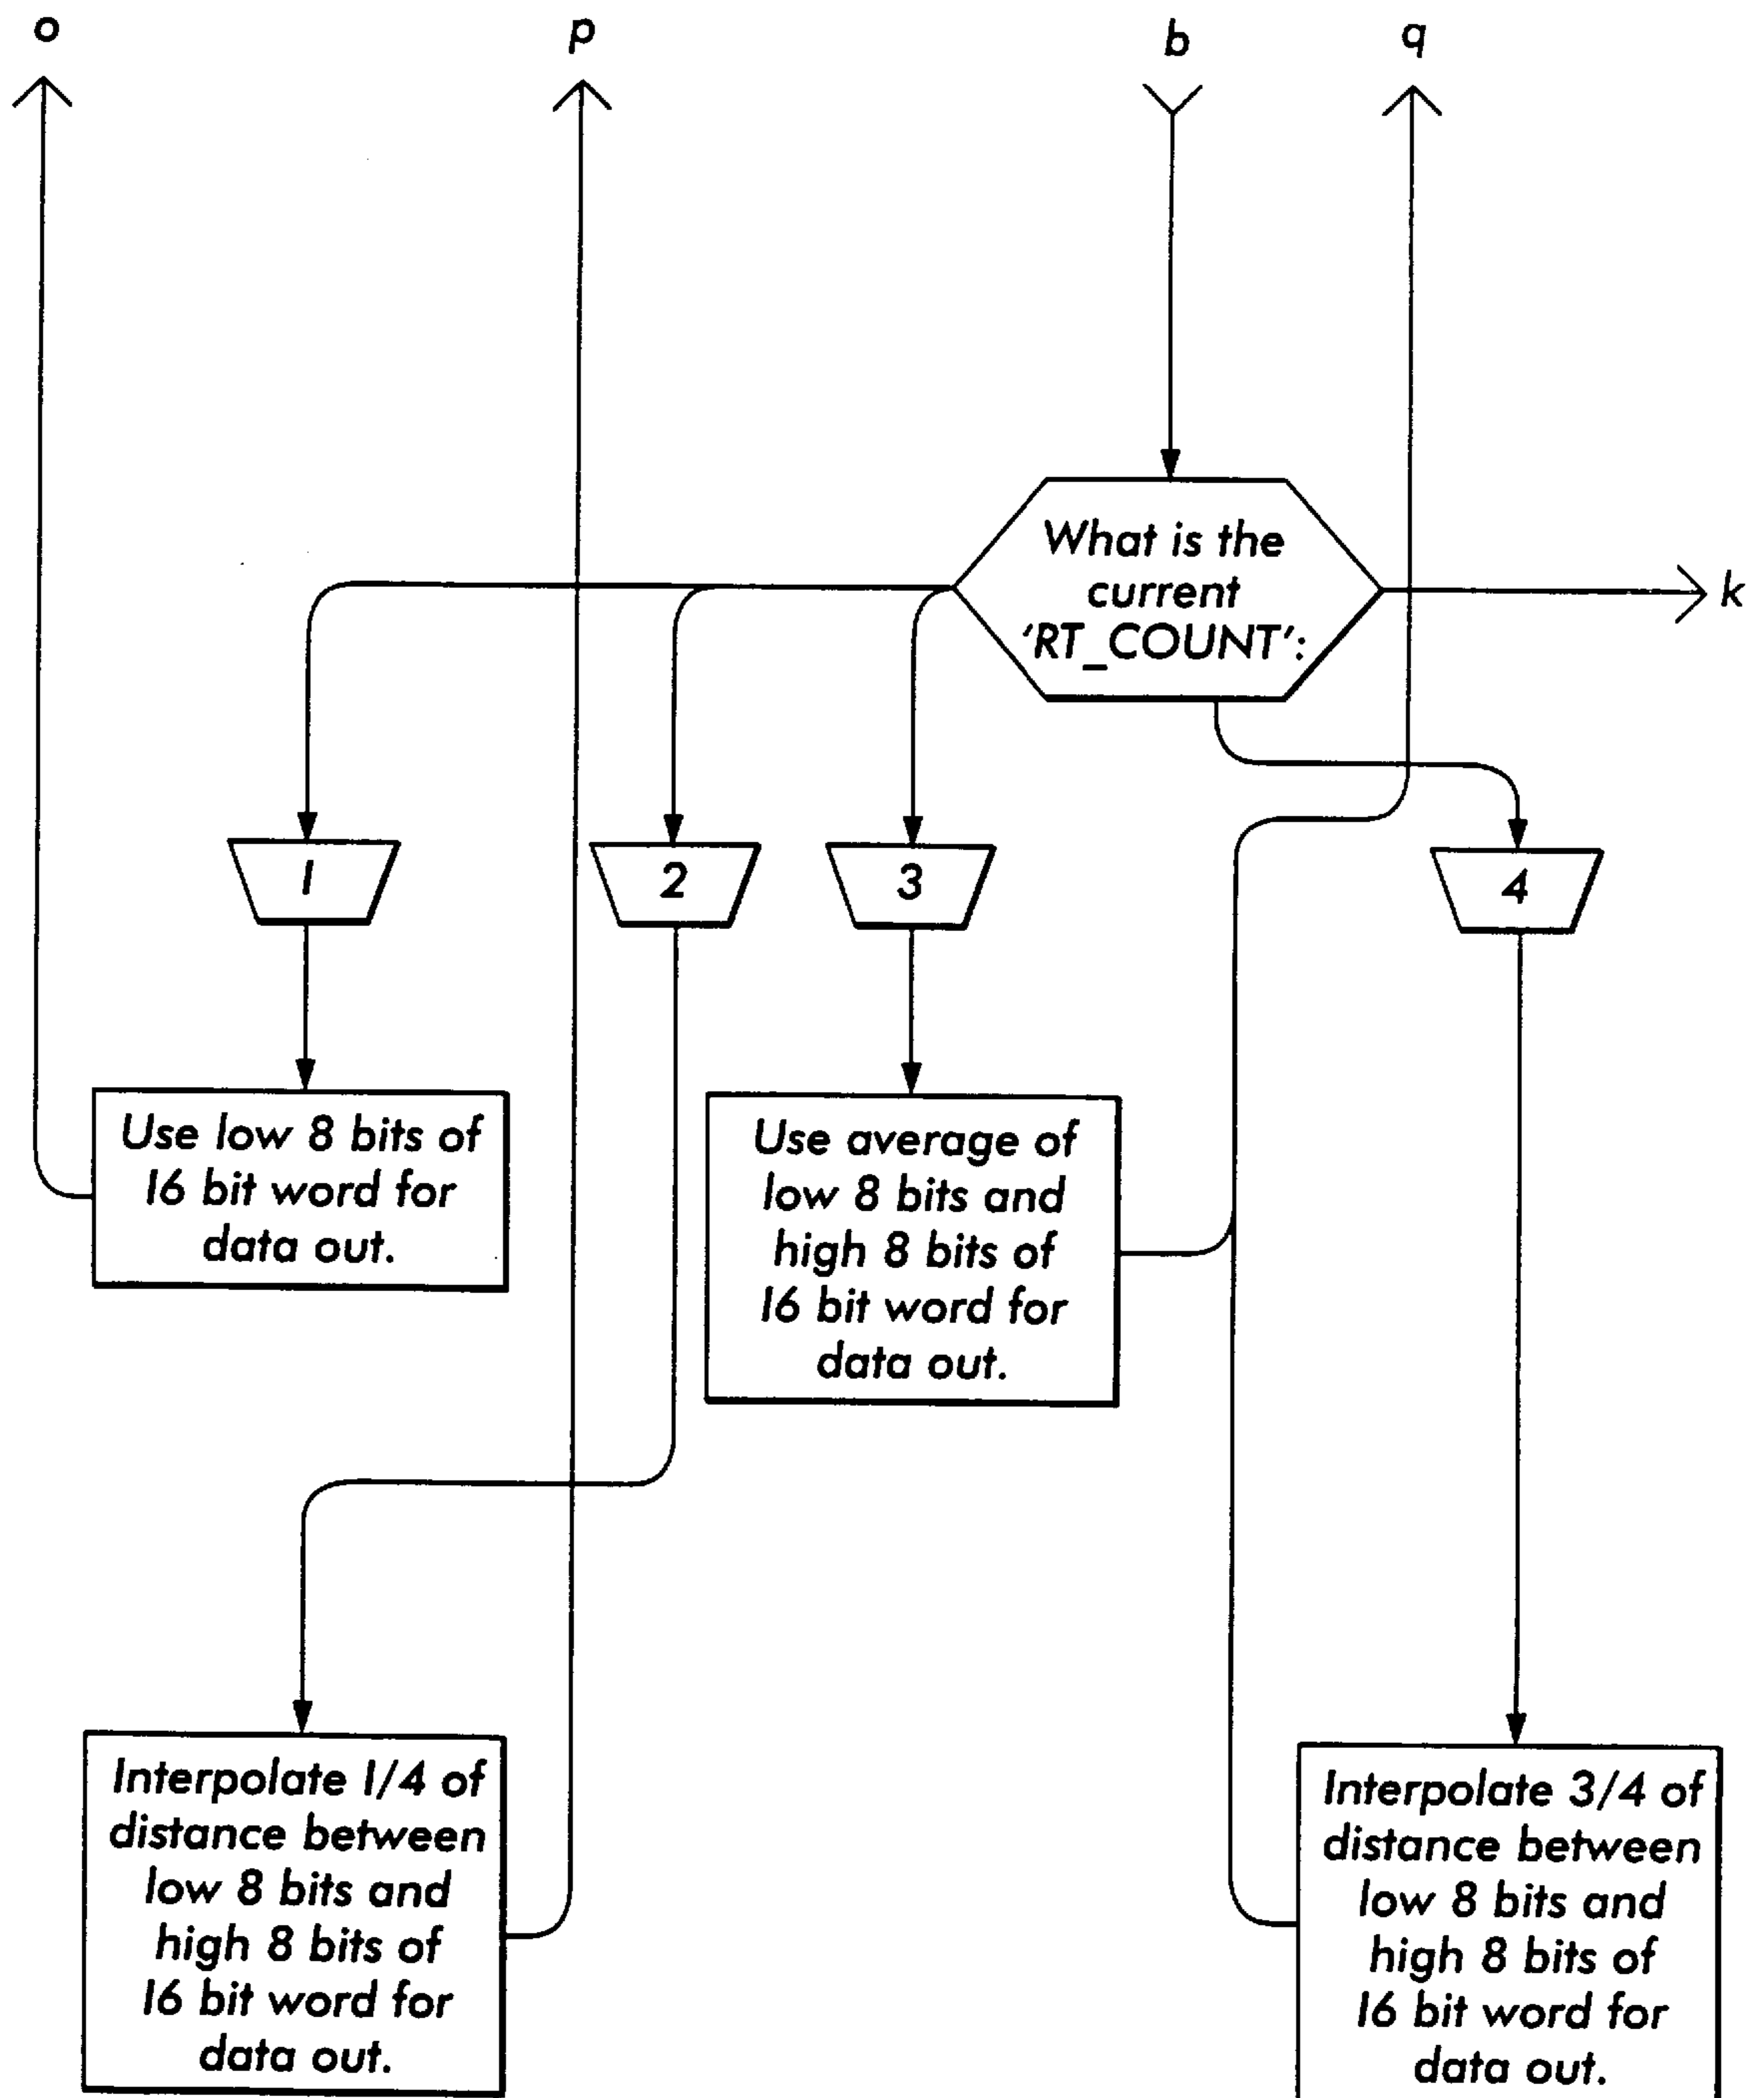 o
p
b
q
What is the
current
'RT_COUNT':
k
1
2
3
4
Use low 8 bits of
16 bit word for
data out.
Use average of
low 8 bits and
high 8 bits of
16 bit word for
data out.
Interpolate 1/4 of
distance between
low 8 bits and
high 8 bits of
16 bit word for
data out.
Interpolate 3/4 of
distance between
low 8 bits and
high 8 bits of
16 bit word for
data out.